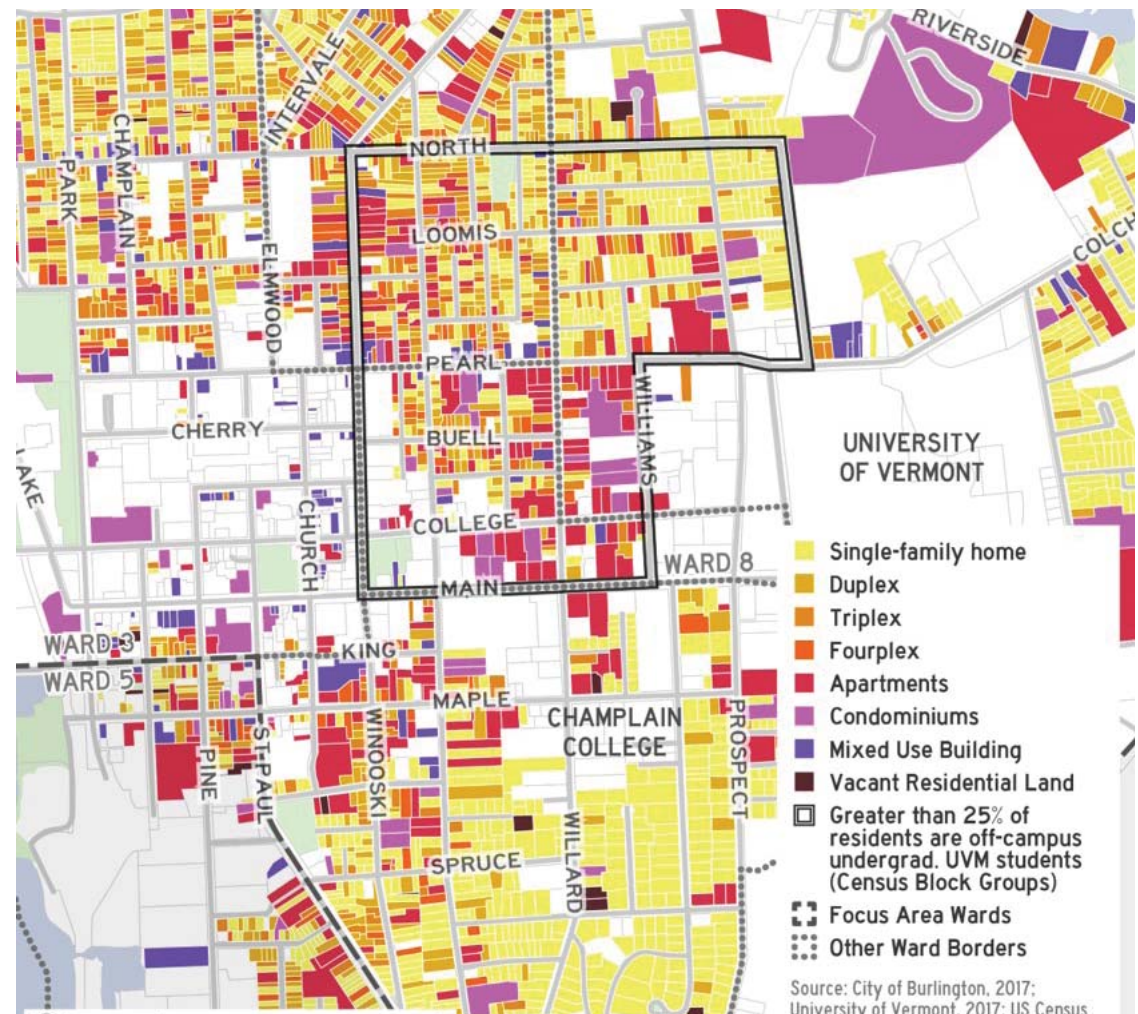 RIVERSIDE
INTERVALE
CHAMPLAIN
PARK
NORTH
LOOMIS
ELMWOOD
COLCH
PEARL
WILLIAMS
CHERRY
BUELL
LAKE
CHURCH
UNIVERSITY
OF VERMONT
COLLEGE
WARD 8
MAIN
WARD 3
WARD 5
KING
MAPLE
CHAMPLAIN
COLLEGE
PROSPECT
PINE
ST. PAUL
WINOOSKI
WILLARD
SPRUCE
Single-family home
Duplex
Triplex
Fourplex
Apartments
Condominiums
Mixed Use Building
Vacant Residential Land
Greater than 25% of
residents are off-campus
undergrad. UVM students
(Census Block Groups)
Focus Area Wards
Other Ward Borders
Source: City of Burlington, 2017;
University of Vermont, 2017; US Census